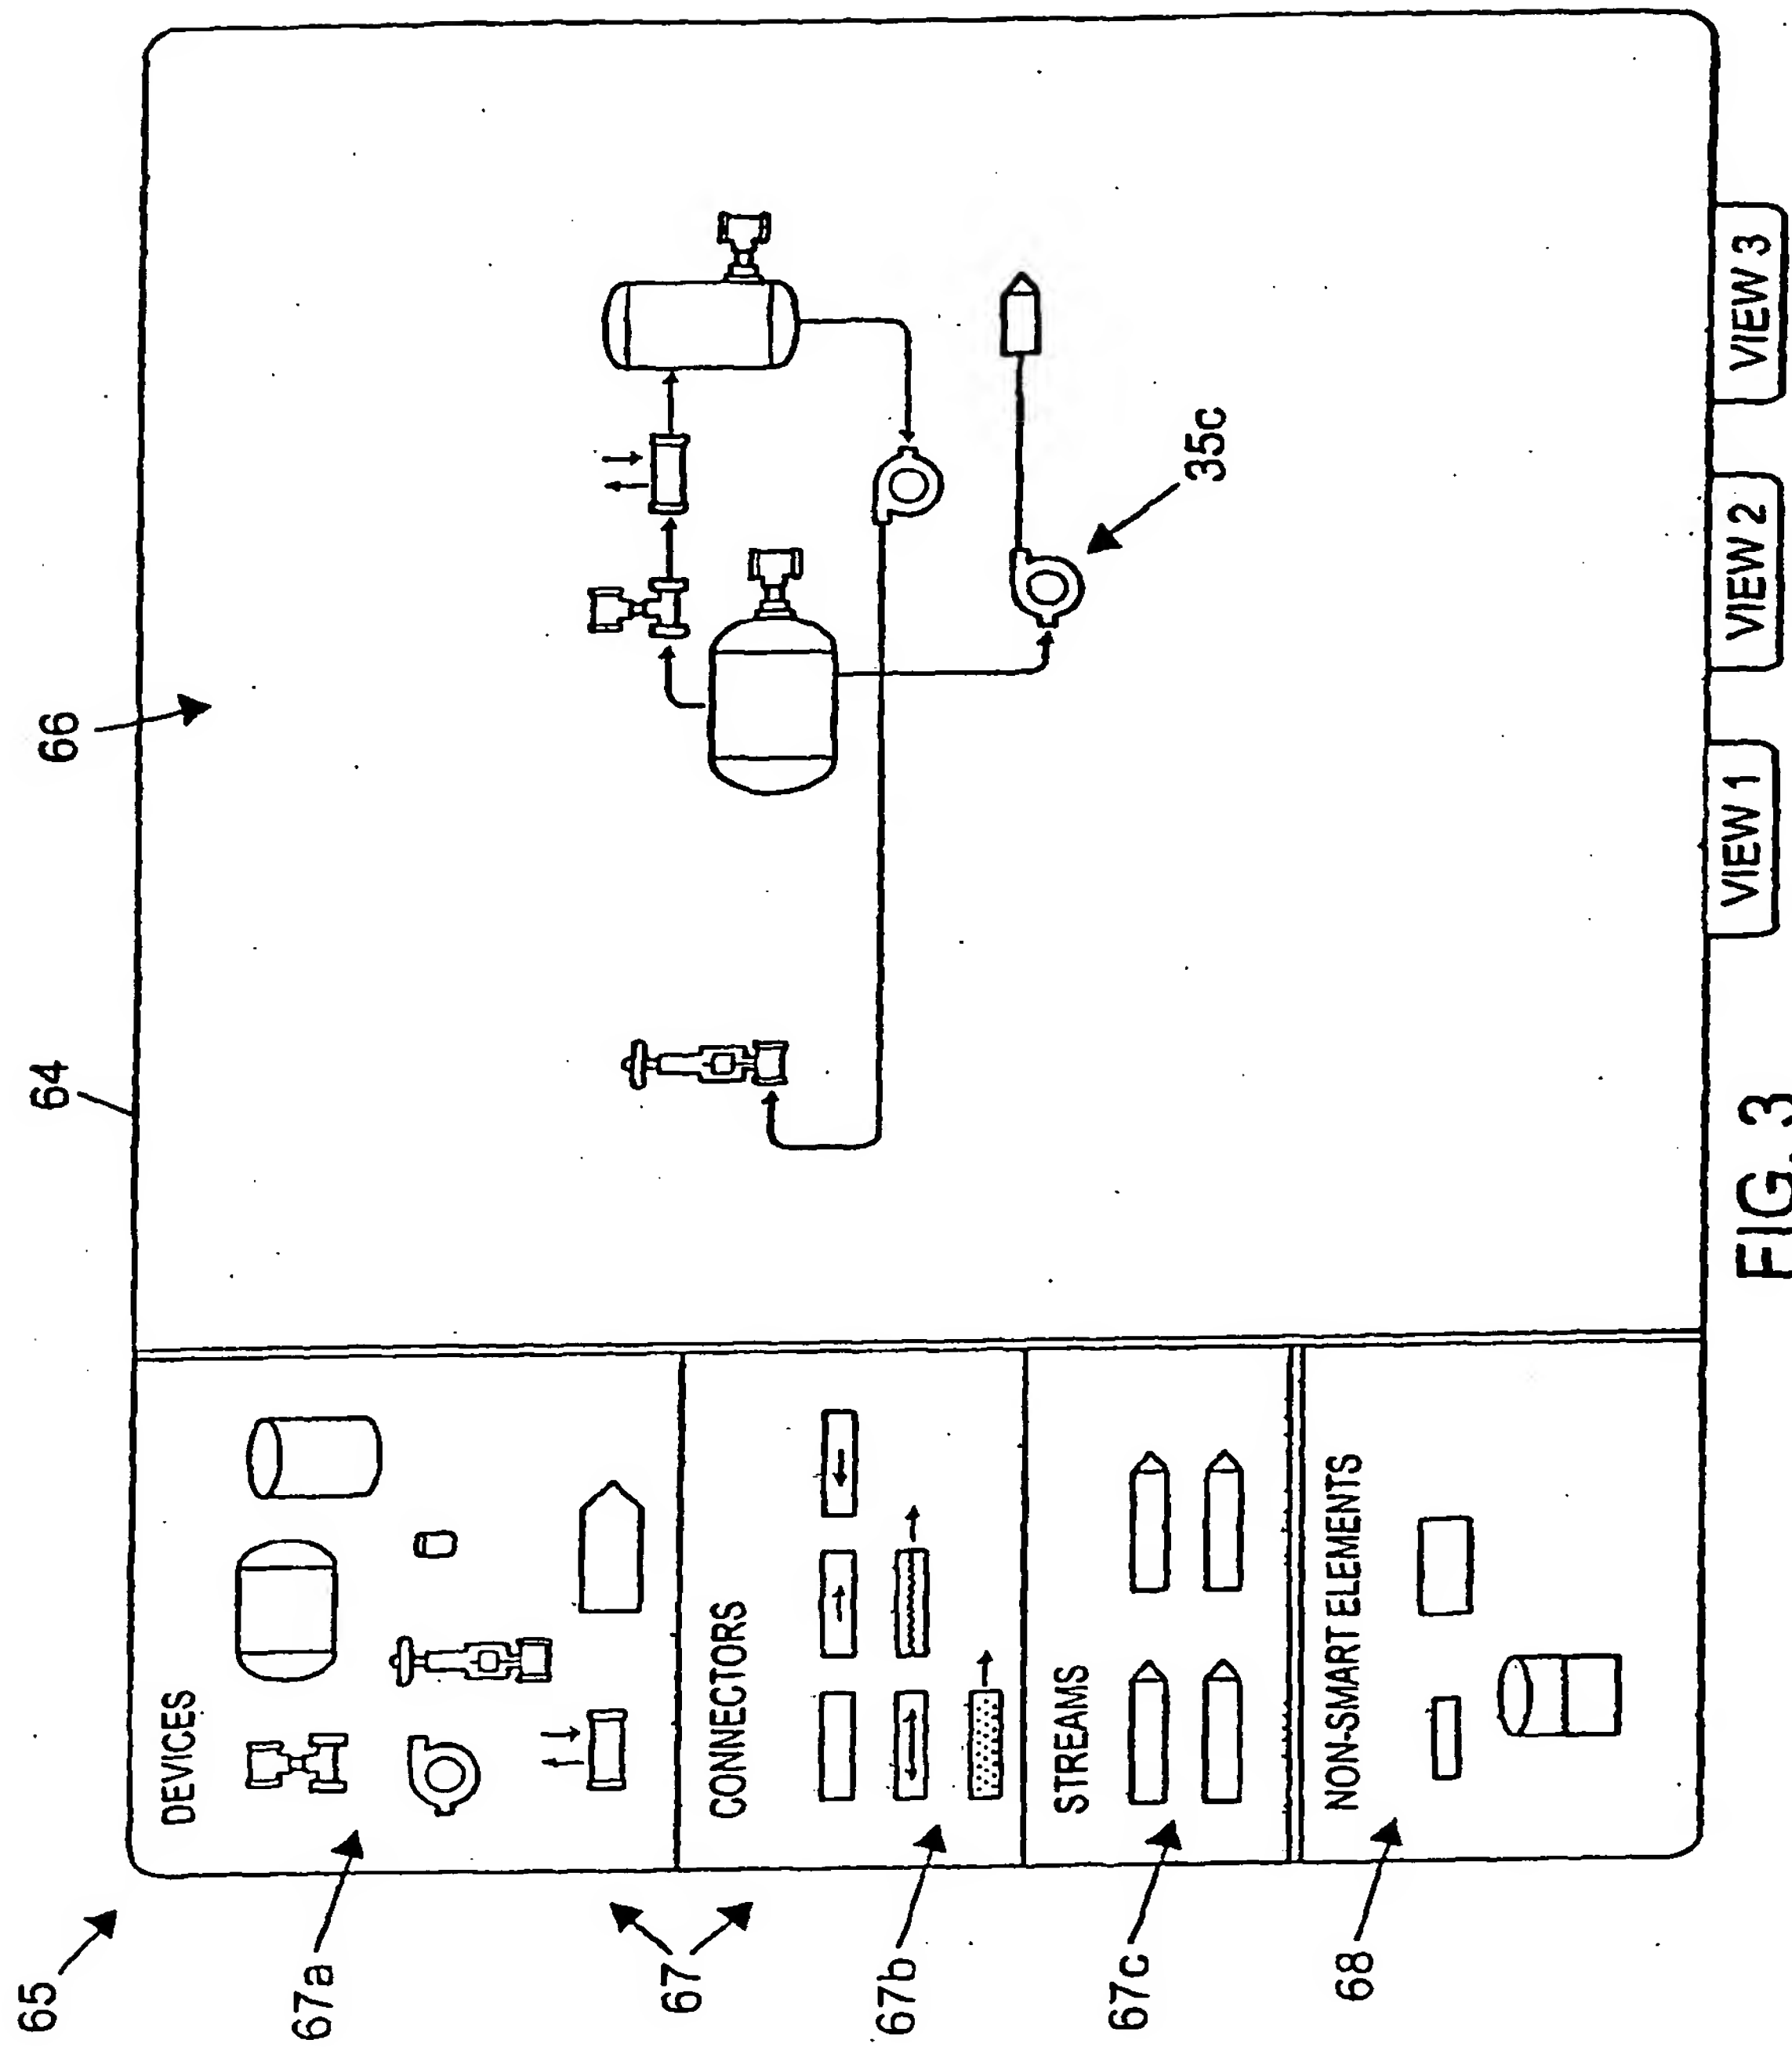 65
64
66
67a
DEVICES
67
67b
CONNECTORS
35c
67c
STREAMS
68
NON-SMART ELEMENTS
VIEW 1
VIEW 2
VIEW 3
FIG. 3